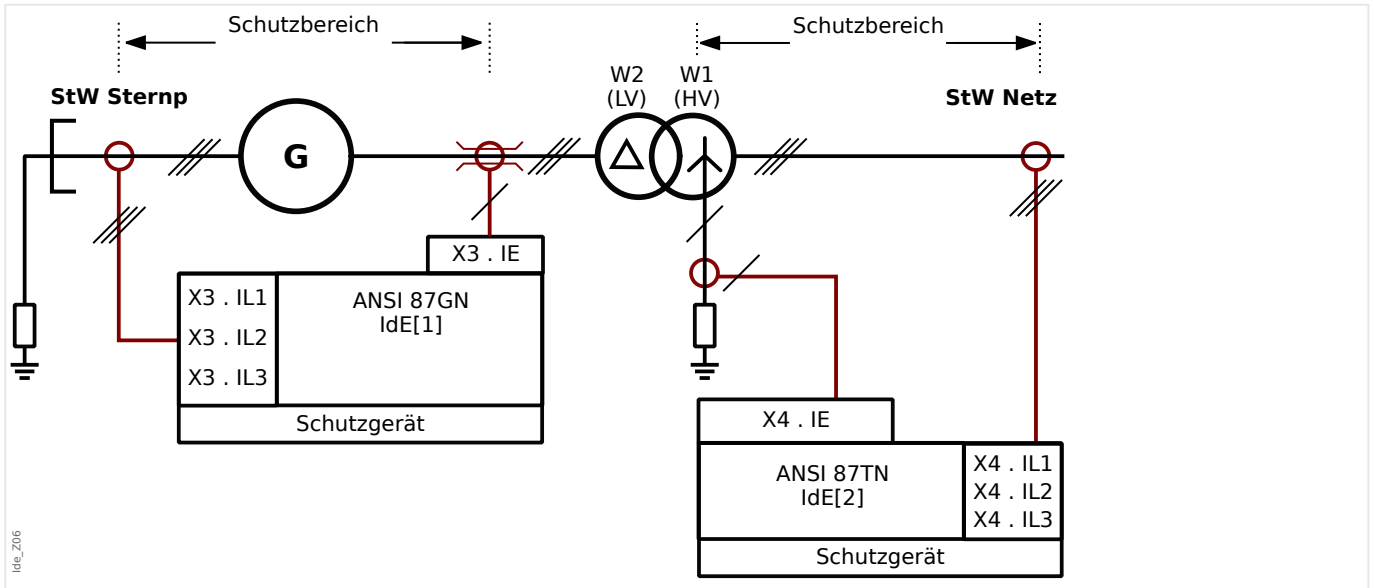 Schutzbereich
Schutzbereich
W2
(LV)
W1
(HV)
StW Sternp
StW Netz
G
X3 . IE
X3 . IL1
X3 . IL2
X3 . IL3
ANSI 87GN
IdE[1]
Schutzgerät
X4 . IE
ANSI 87TN
IdE[2]
X4 . IL1
X4 . IL2
X4 . IL3
Schutzgerät
Ide_Z06